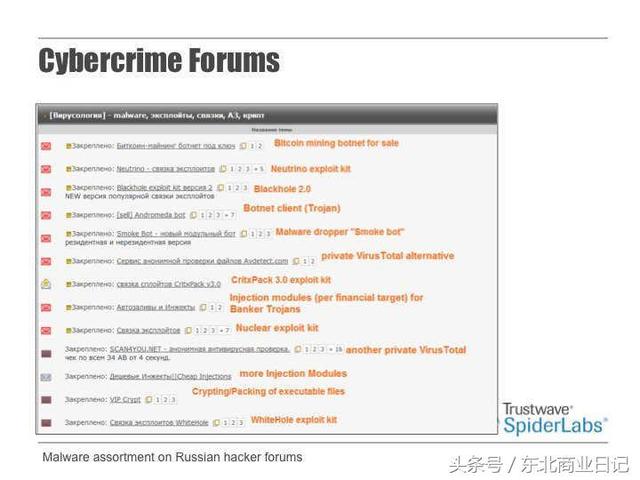 Cybercrime Forums
[Вирусология] - malware, эксплойты, связки, АЗ, крипт
Название темы
Закреплено: Биткоин-майнинг ботнет под ключ 1 2 Bitcoin mining botnet for sale
Закреплено: Neutrino - связка эксплоитов 1 2 3 » 5 Neutrino exploit kit
Закреплено: Blackhole exploit kit версия 2 1 2 3 Blackhole 2.0
NEW версия популярной связки эксплоитов
Закреплено: [sell] Andromeda bot 1 2 3 » 7 Botnet client (Trojan)
Закреплено: Smoke Bot - новый модульный бот 1 2 3 Malware dropper "Smoke bot"
резидентная и нерезидентная версия
Закреплено: Сервис анонимной проверки файлов Avdetect.com 1 2 private VirusTotal alternative
Закреплено: связка сплоитов CritxPack v3.0 CritxPack 3.0 exploit kit
Закреплено: Автозаливы и Инжекты 1 2 Injection modules (per financial target) for
Banker Trojans
Закреплено: Связка эксплоитов 1 2 3 » 7 Nuclear exploit kit
Закреплено: SCAN4YOU.NET - анонимная антивирусная проверка. 1 2 3 » 16 another private VirusTotal
чек по всем 34 АВ от 4 секунд.
Закреплено: Дешевые Инжекты||Cheap Injections more Injection Modules
Закреплено: VIP Crypt 1 2 3 Crypting/Packing of executable files
Закреплено: Связка эксплоитов WhiteHole 1 2 3 WhiteHole exploit kit
Trustwave®
SpiderLabs®
Malware assortment on Russian hacker forums
头条号 / 东北商业日记